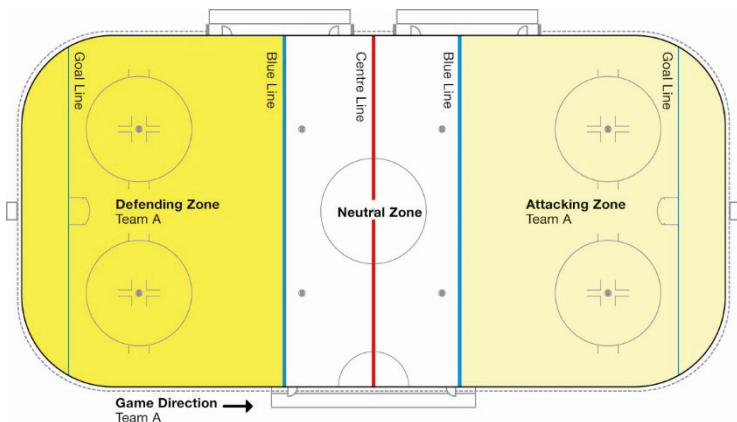 Goal Line
Blue Line
Centre Line
Blue Line
Goal Line
Defending Zone
Team A
Neutral Zone
Attacking Zone
Team A
Game Direction
Team A